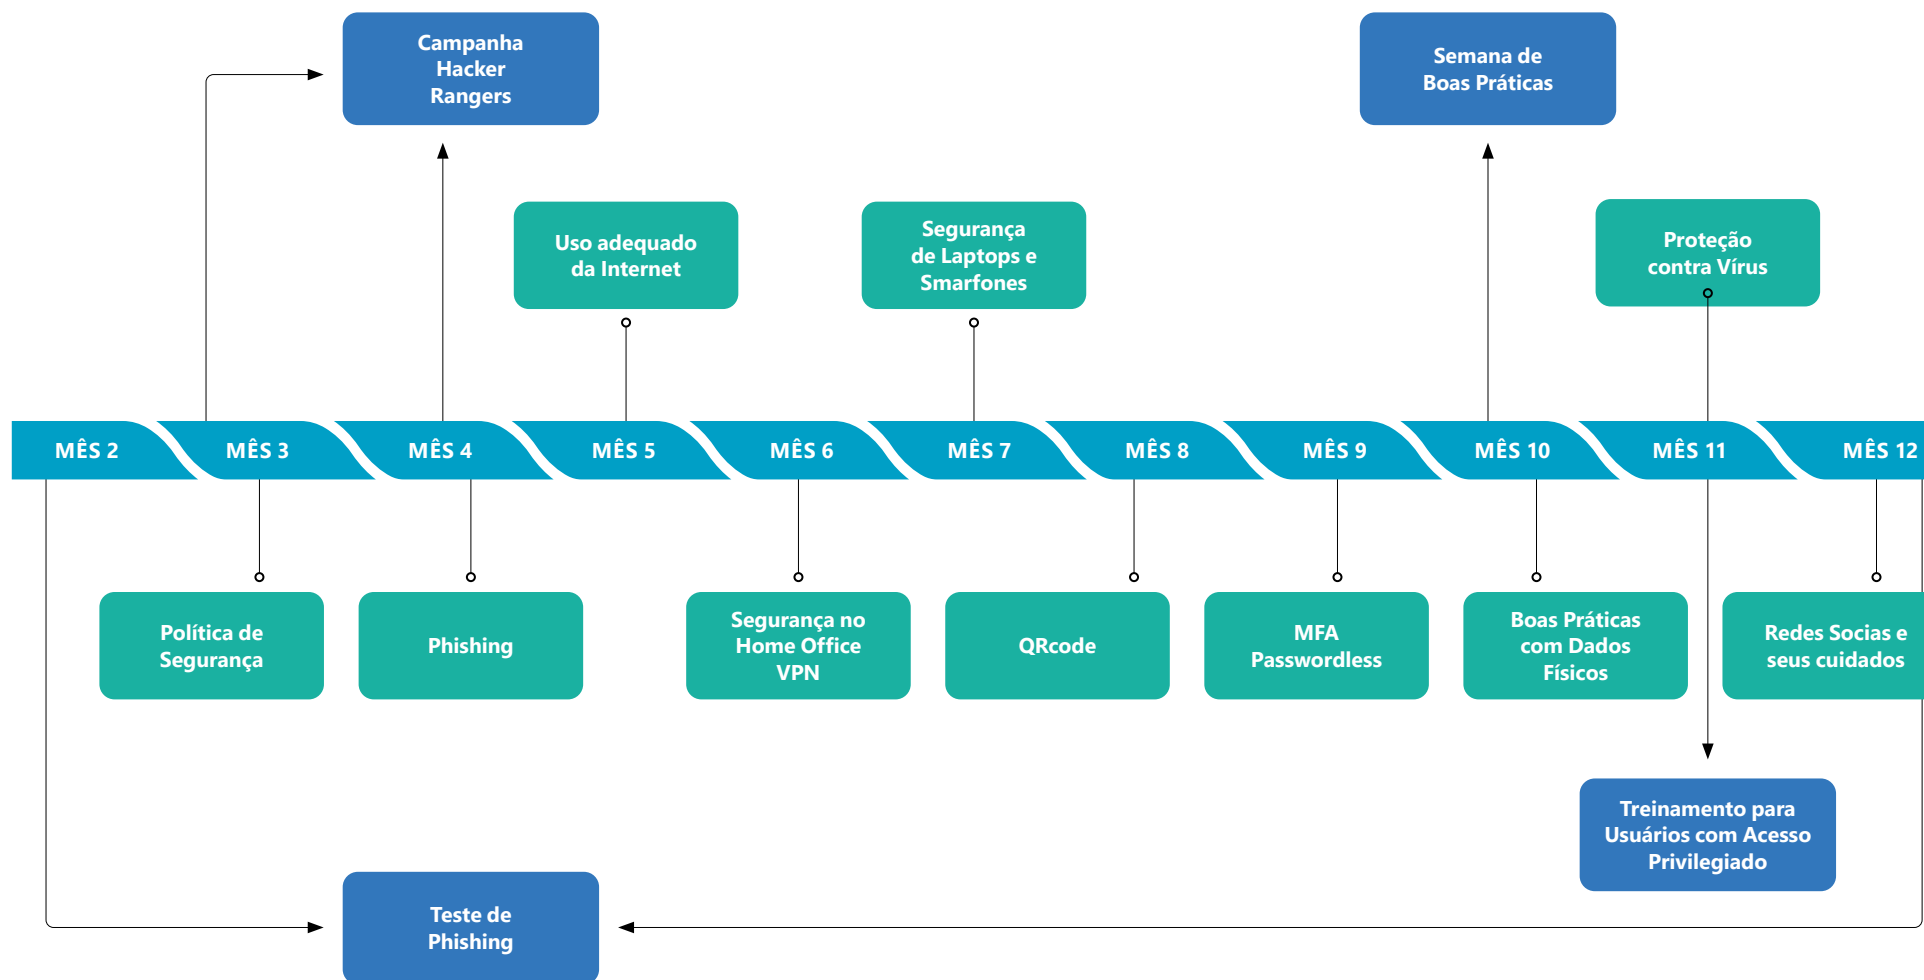 Campanha
Hacker
Rangers
Semana de
Boas Práticas
Uso adequado
da Internet
Segurança
de Laptops e
Smarfones
Proteção
contra Vírus
MÊS 2
MÊS 3
MÊS 4
MÊS 5
MÊS 6
MÊS 7
MÊS 8
MÊS 9
MÊS 10
MÊS 11
MÊS 12
Política de
Segurança
Phishing
Segurança no
Home Office
VPN
QRcode
MFA
Passwordless
Boas Práticas
com Dados
Físicos
Redes Socias e
seus cuidados
Treinamento para
Usuários com Acesso
Privilegiado
Teste de
Phishing